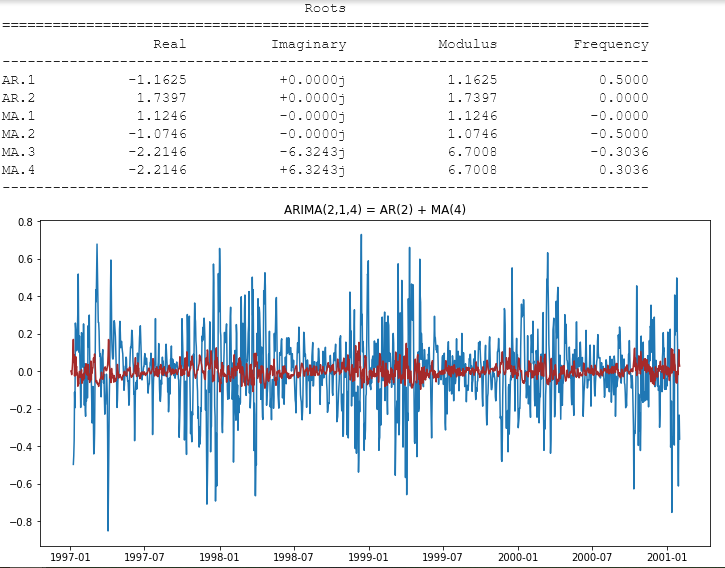 Roots
=============================================================================
Real Imaginary Modulus Frequency
-----------------------------------------------------------------------------
AR.1 -1.1625 +0.0000j 1.1625 0.5000
AR.2 1.7397 +0.0000j 1.7397 0.0000
MA.1 1.1246 -0.0000j 1.1246 -0.0000
MA.2 -1.0746 -0.0000j 1.0746 -0.5000
MA.3 -2.2146 -6.3243j 6.7008 -0.3036
MA.4 -2.2146 +6.3243j 6.7008 0.3036
-----------------------------------------------------------------------------
ARIMA(2,1,4) = AR(2) + MA(4)
0.8
0.6
0.4
0.2
0.0
−0.2
−0.4
−0.6
−0.8
1997-01 1997-07 1998-01 1998-07 1999-01 1999-07 2000-01 2000-07 2001-01